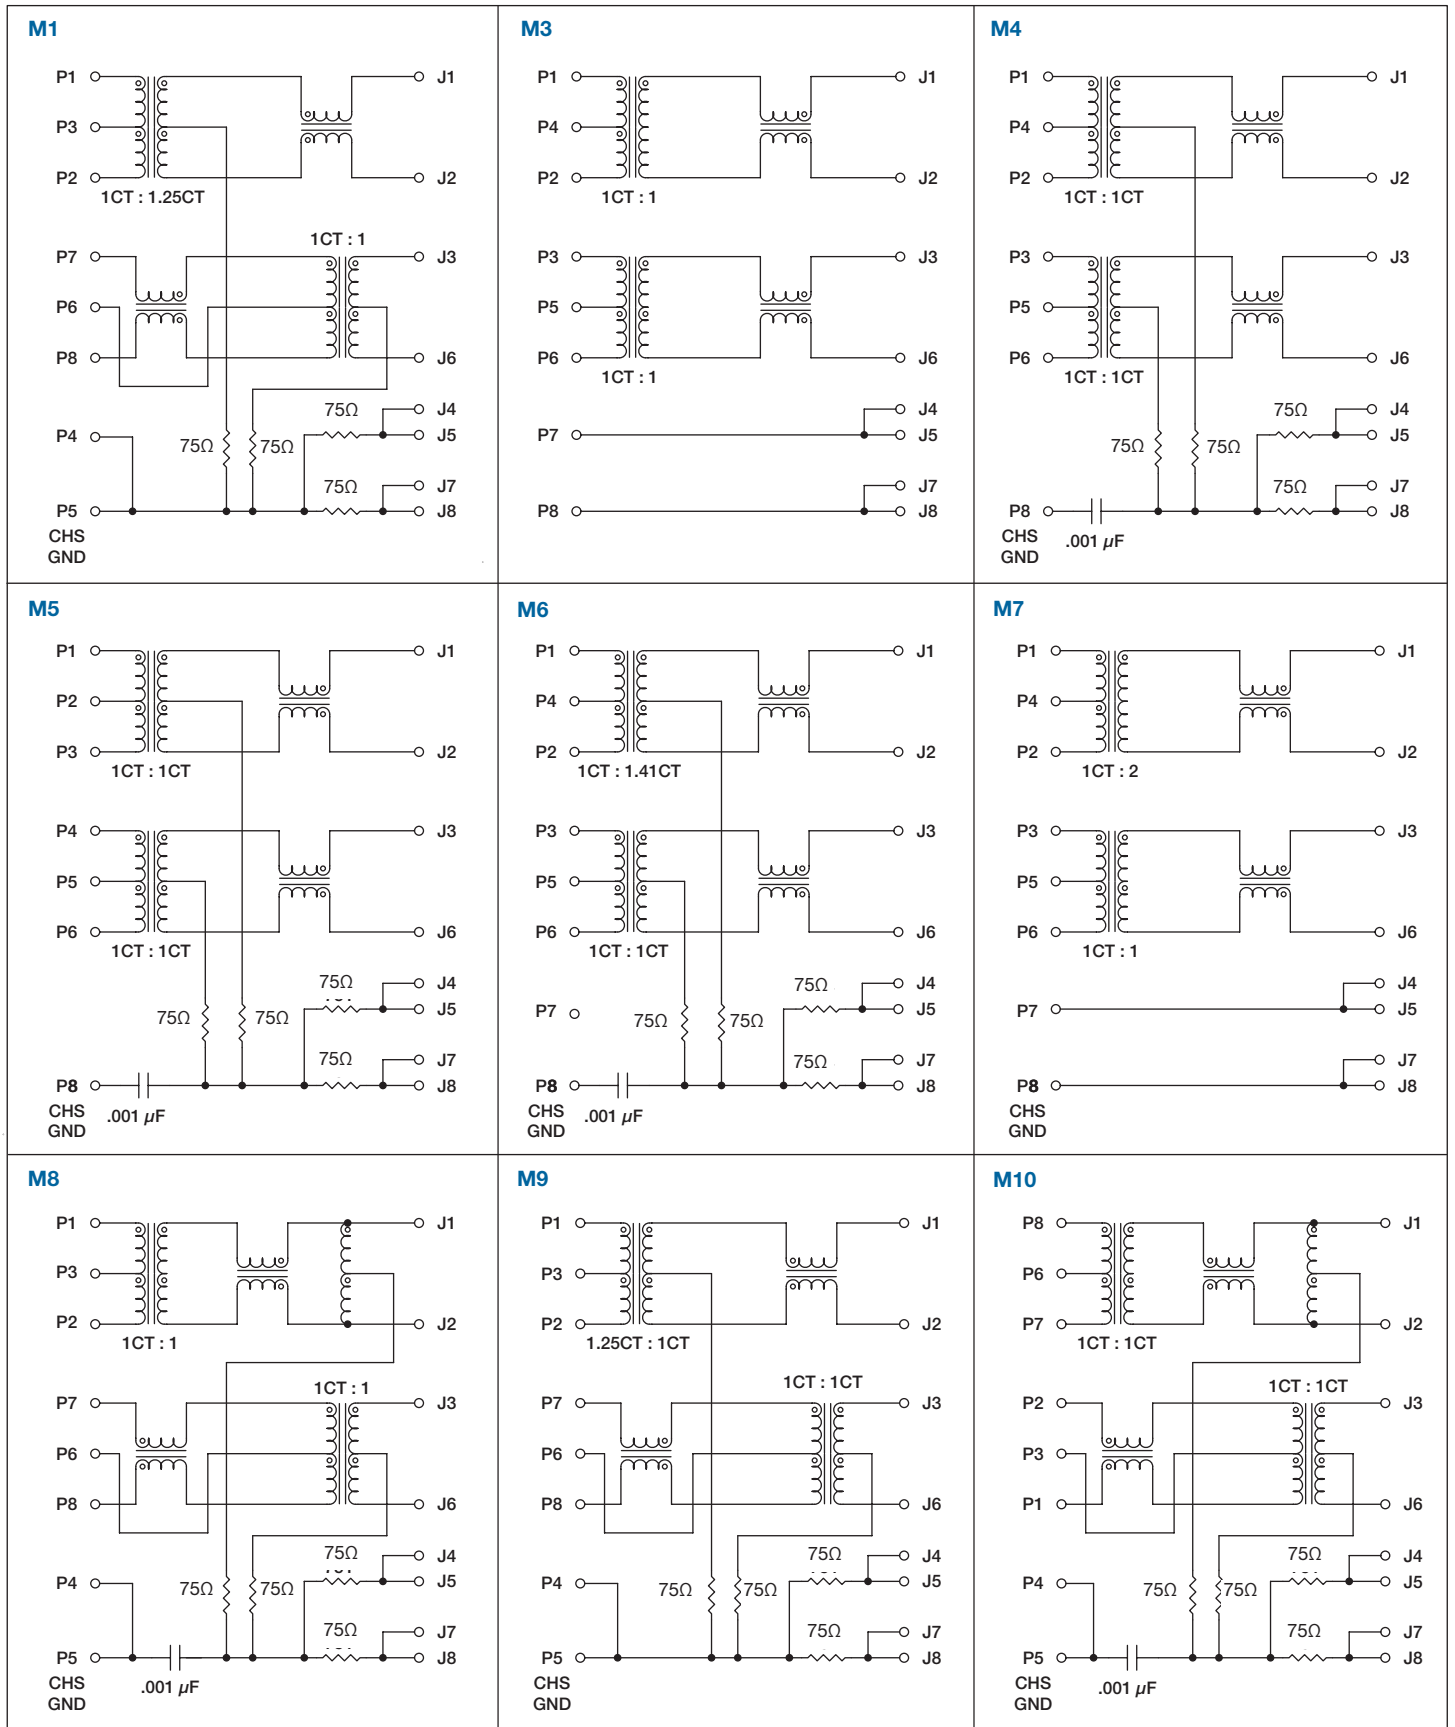 M1
P1
J1
P3
P2
J2
1CT : 1.25CT
1CT : 1
P7
J3
P6
P8
J6
75Ω
J4
P4
75Ω
75Ω
J5
75Ω
J7
P5
J8
CHS
GND
M3
P1
J1
P4
P2
J2
1CT : 1
P3
J3
P5
P6
J6
1CT : 1
J4
P7
J5
J7
P8
J8
M4
P1
J1
P4
P2
J2
1CT : 1CT
P3
J3
P5
P6
J6
1CT : 1CT
75Ω
J4
75Ω
75Ω
J5
75Ω
J7
P8
J8
CHS
GND
.001 µF
M5
P1
J1
P2
P3
J2
1CT : 1CT
P4
J3
P5
P6
J6
1CT : 1CT
75Ω
J4
75Ω
75Ω
J5
75Ω
J7
P8
J8
CHS
GND
.001 µF
M6
P1
J1
P4
P2
J2
1CT : 1.41CT
P3
J3
P5
P6
J6
1CT : 1CT
75Ω
J4
P7
75Ω
75Ω
J5
75Ω
J7
P8
J8
CHS
GND
.001 µF
M7
P1
J1
P4
P2
J2
1CT : 2
P3
J3
P5
P6
J6
1CT : 1
J4
P7
J5
J7
P8
J8
CHS
GND
M8
P1
J1
P3
P2
J2
1CT : 1
1CT : 1
P7
J3
P6
P8
J6
75Ω
J4
P4
75Ω
75Ω
J5
75Ω
J7
P5
J8
CHS
GND
.001 µF
M9
P1
J1
P3
P2
J2
1.25CT : 1CT
1CT : 1CT
P7
J3
P6
P8
J6
75Ω
J4
P4
75Ω
75Ω
J5
75Ω
J7
P5
J8
CHS
GND
M10
P8
J1
P6
P7
J2
1CT : 1CT
1CT : 1CT
P2
J3
P3
P1
J6
75Ω
J4
P4
75Ω
75Ω
J5
75Ω
J7
P5
J8
CHS
GND
.001 µF